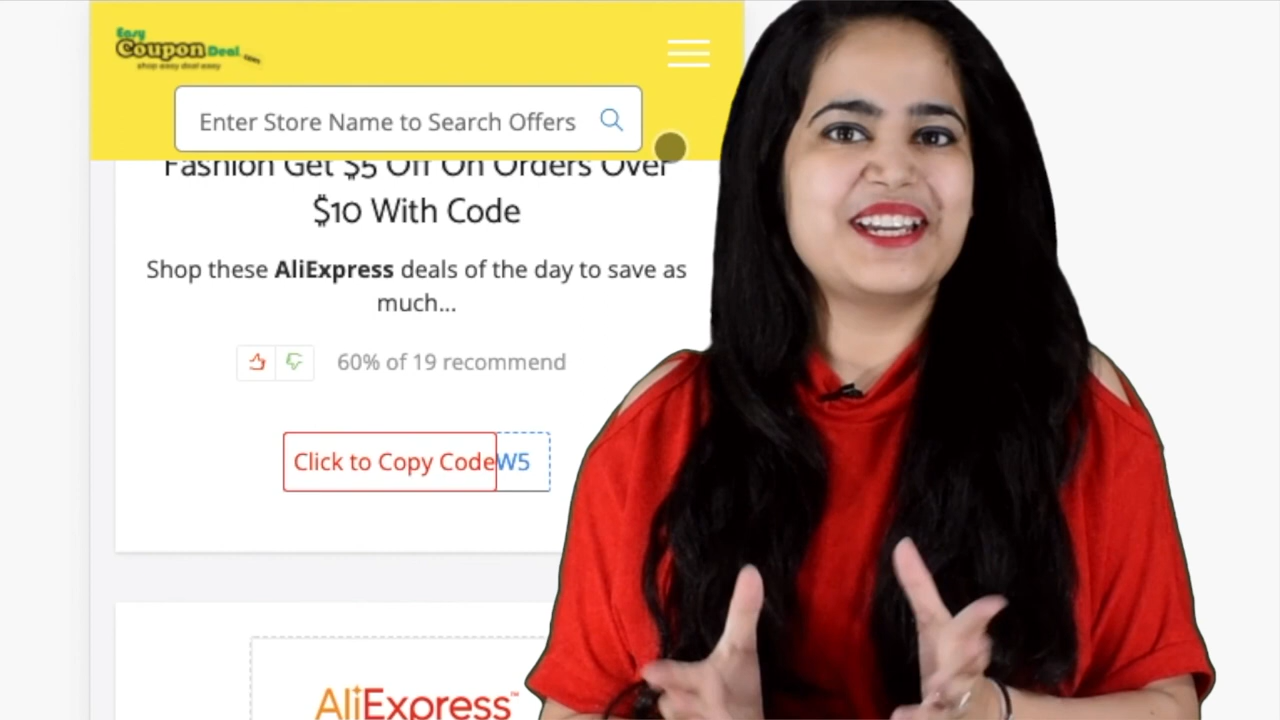 Easy
Coupon Deal .com
shop easy deal easy
Enter Store Name to Search Offers
Fashion Get $5 Off On Orders Over
$10 With Code
Shop these AliExpress deals of the day to save as
much...
60% of 19 recommend
Click to Copy Code W5
AliExpress™